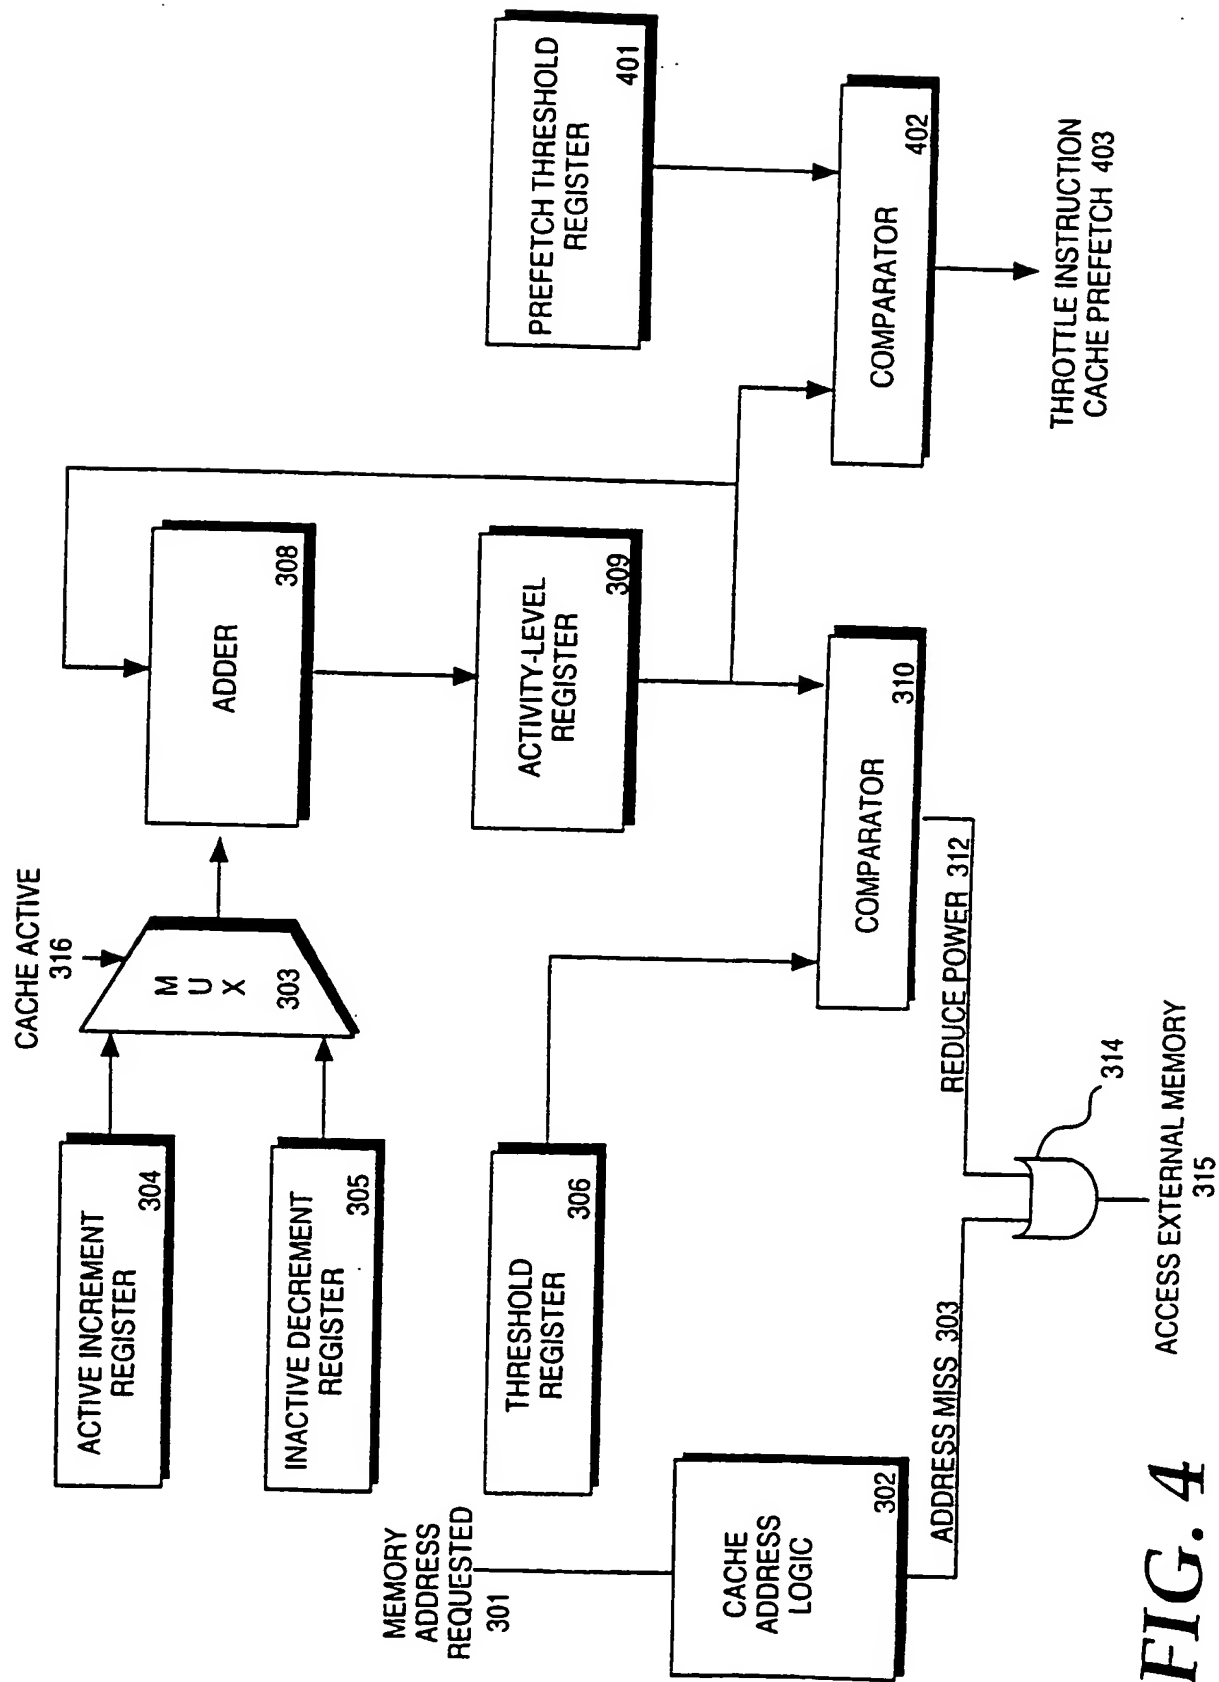 ACTIVE INCREMENT
REGISTER
304
INACTIVE DECREMENT
REGISTER
305
CACHE ACTIVE
316
M
U
X
303
ADDER
308
ACTIVITY-LEVEL
REGISTER
309
PREFETCH THRESHOLD
REGISTER
401
MEMORY
ADDRESS
REQUESTED
301
THRESHOLD
REGISTER
306
CACHE
ADDRESS
LOGIC
302
COMPARATOR
310
COMPARATOR
402
ADDRESS MISS 303
REDUCE POWER 312
314
THROTTLE INSTRUCTION
CACHE PREFETCH 403
ACCESS EXTERNAL MEMORY
315
FIG. 4